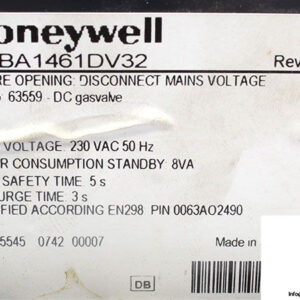 oneywell
BA1461DV32 Rev
RE OPENING: DISCONNECT MAINS VOLTAGE
63559 - DC gasvalve
VOLTAGE: 230 VAC 50 Hz
R CONSUMPTION STANDBY: 8VA
SAFETY TIME: 5 s
URGE TIME: 3 s
IFIED ACCORDING EN298 PIN 0063AO2490
5545 0742 00007 Made in
DB